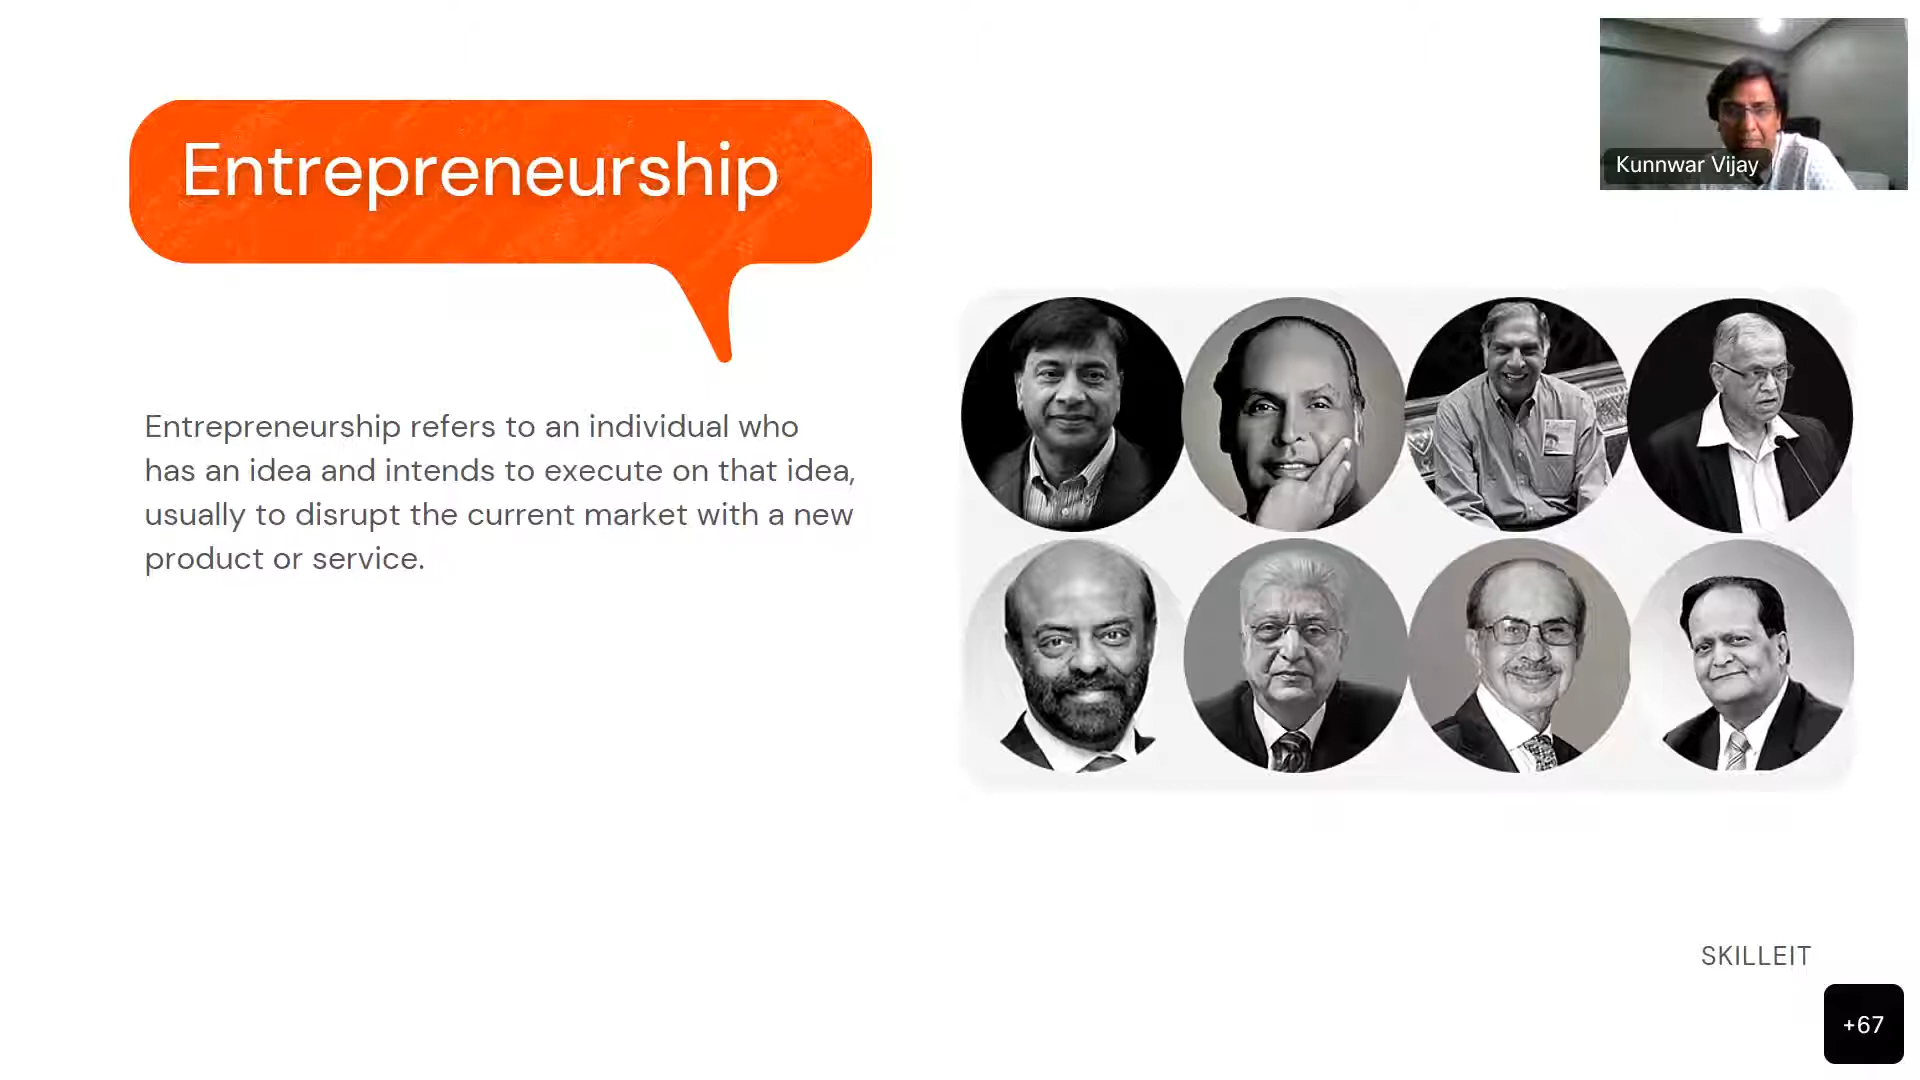 Entrepreneurship
Kunnwar Vijay
Entrepreneurship refers to an individual who
has an idea and intends to execute on that idea,
usually to disrupt the current market with a new
product or service.
SKILLEIT
+67